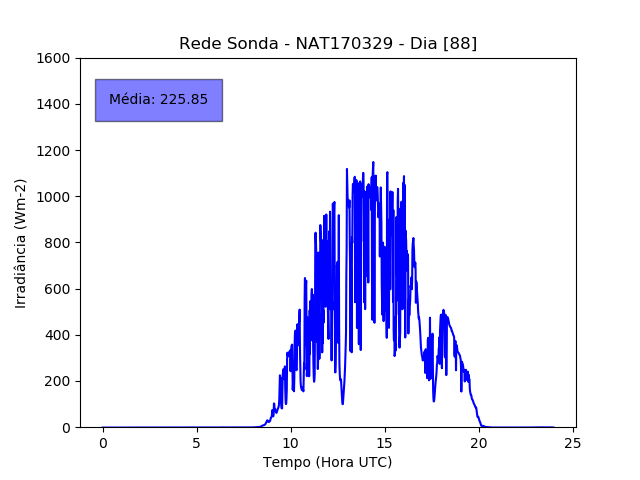 Rede Sonda - NAT170329 - Dia [88]
1600
1400
1200
1000
800
600
400
200
0
Irradiância (Wm-2)
Média: 225.85
0 5 10 15 20 25
Tempo (Hora UTC)